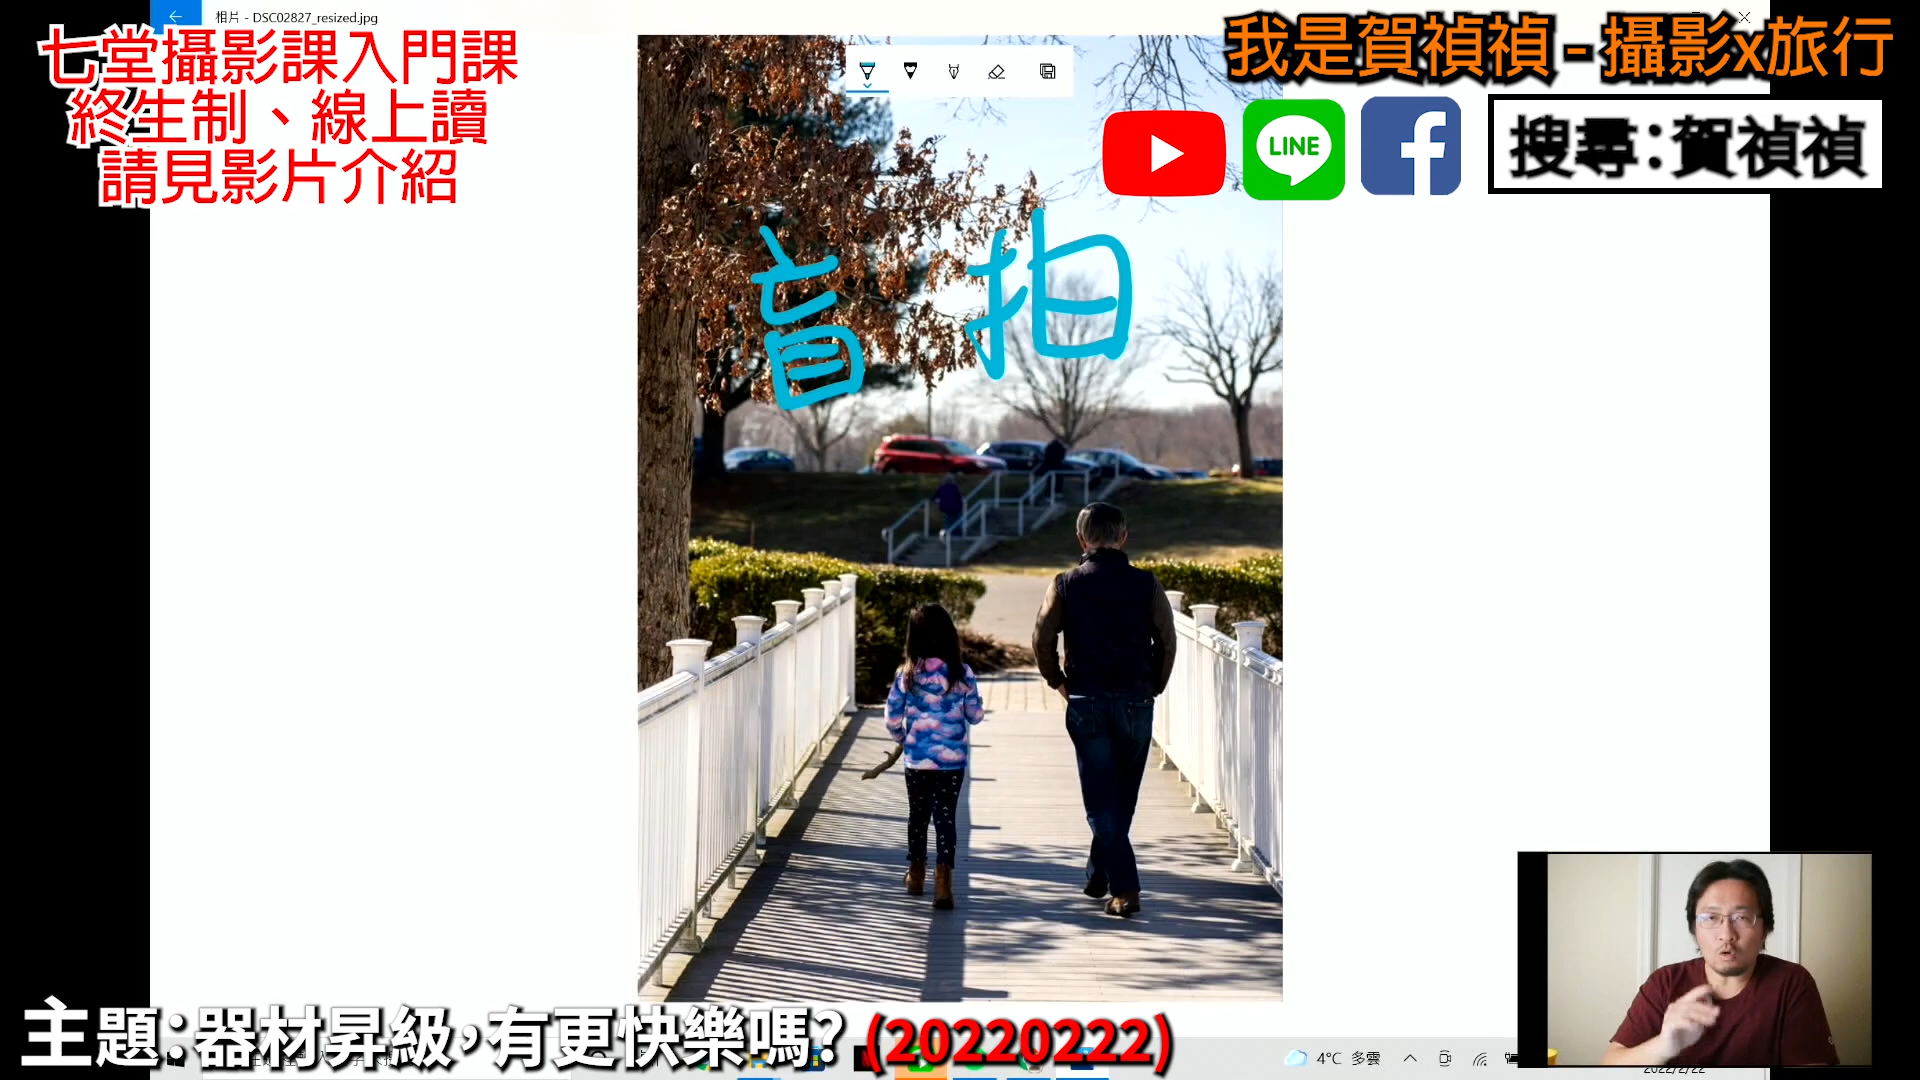 相片 - DSC02827_resized.jpg
七堂攝影課入門課
終生制、線上讀
請見影片介紹
我是賀禎禎 - 攝影x旅行
LINE
搜尋:賀禎禎
盲拍
主題:器材昇級,有更快樂嗎? (20220222)
4°C 多雲
2022/2/22